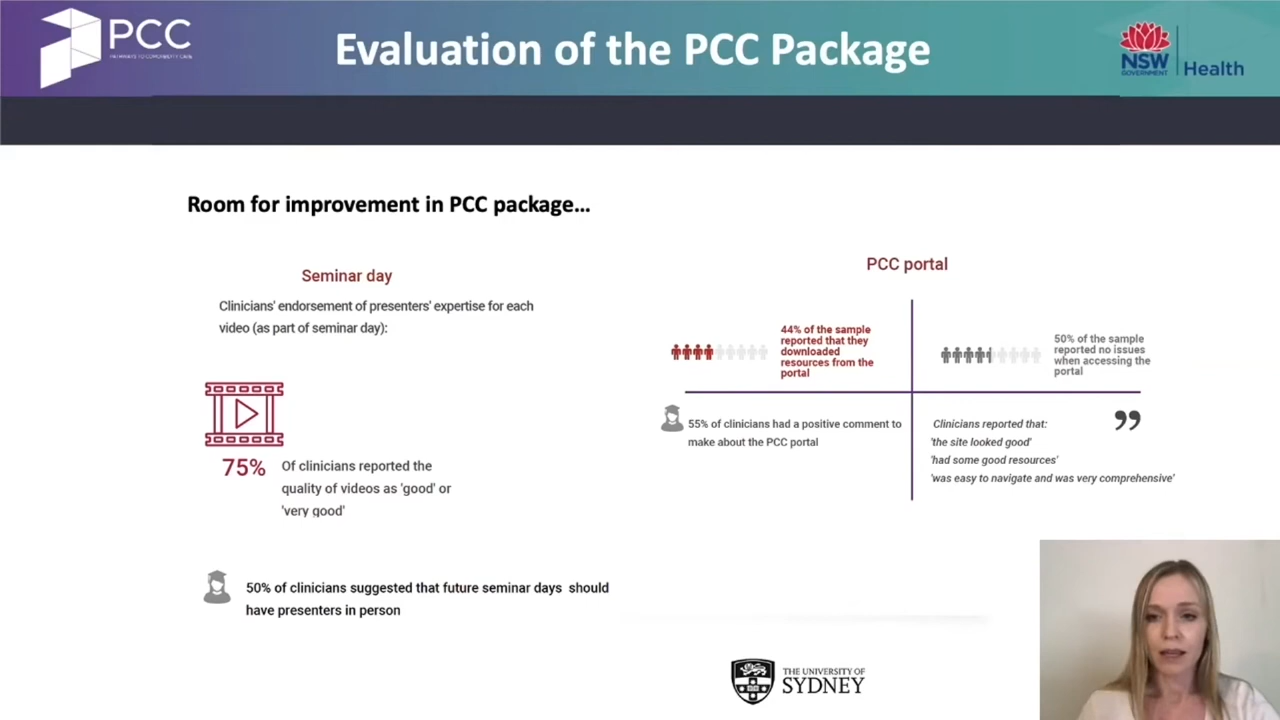 PCC
PATHWAYS TO COMORBIDITY CARE
Evaluation of the PCC Package
NSW
GOVERNMENT
Health
Room for improvement in PCC package...
Seminar day
Clinicians' endorsement of presenters' expertise for each
video (as part of seminar day):
75%
Of clinicians reported the
quality of videos as 'good' or
'very good'
50% of clinicians suggested that future seminar days should
have presenters in person
PCC portal
44% of the sample
reported that they
downloaded
resources from the
portal
50% of the sample
reported no issues
when accessing the
portal
55% of clinicians had a positive comment to
make about the PCC portal
Clinicians reported that:
'the site looked good'
'had some good resources'
'was easy to navigate and was very comprehensive'
”
THE UNIVERSITY OF
SYDNEY